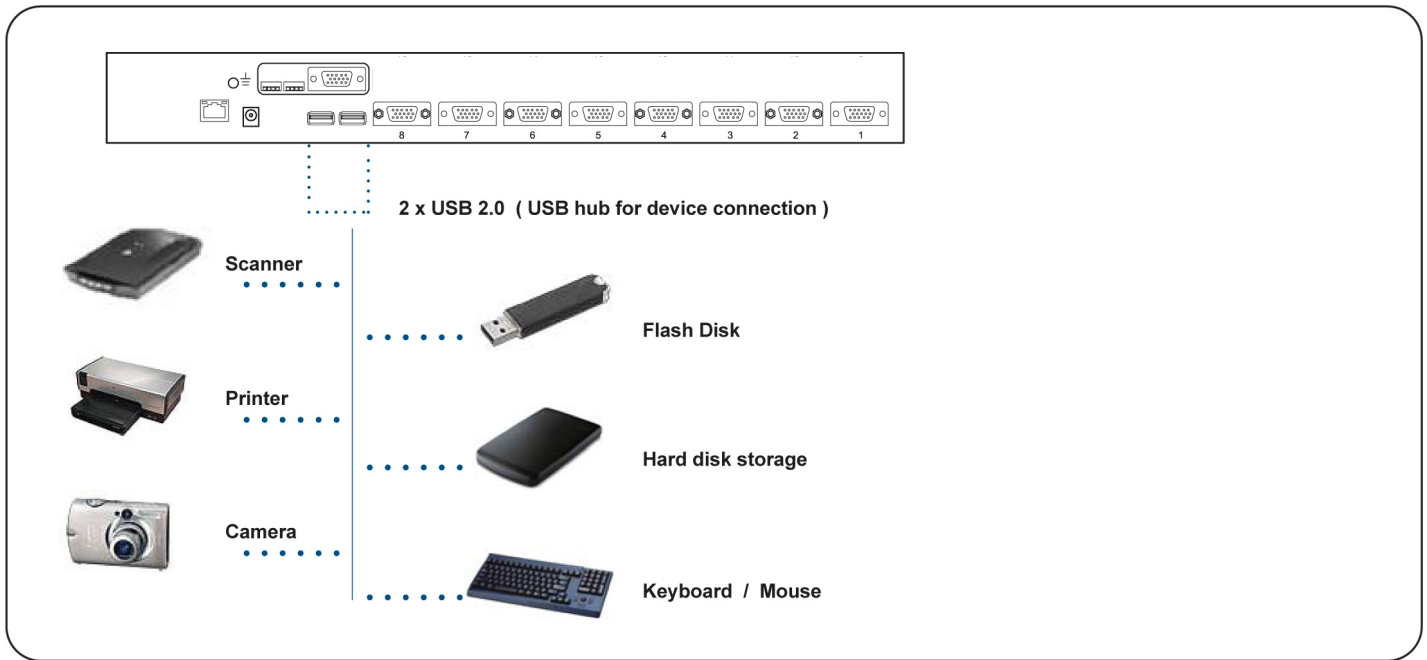 8 7 6 5 4 3 2 1
2 x USB 2.0 ( USB hub for device connection )
Scanner
Flash Disk
Printer
Hard disk storage
Camera
Keyboard / Mouse